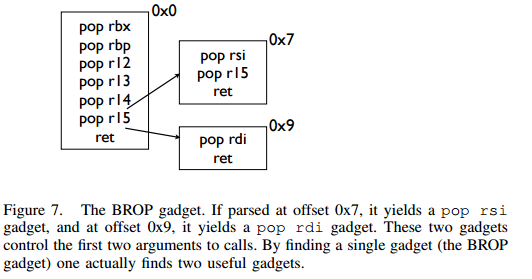 0x0
pop rbx
pop rbp
pop r12
pop r13
pop r14
pop r15
ret
0x7
pop rsi
pop r15
ret
0x9
pop rdi
ret
Figure 7. The BROP gadget. If parsed at offset 0x7, it yields a pop rsi
gadget, and at offset 0x9, it yields a pop rdi gadget. These two gadgets
control the first two arguments to calls. By finding a single gadget (the BROP
gadget) one actually finds two useful gadgets.